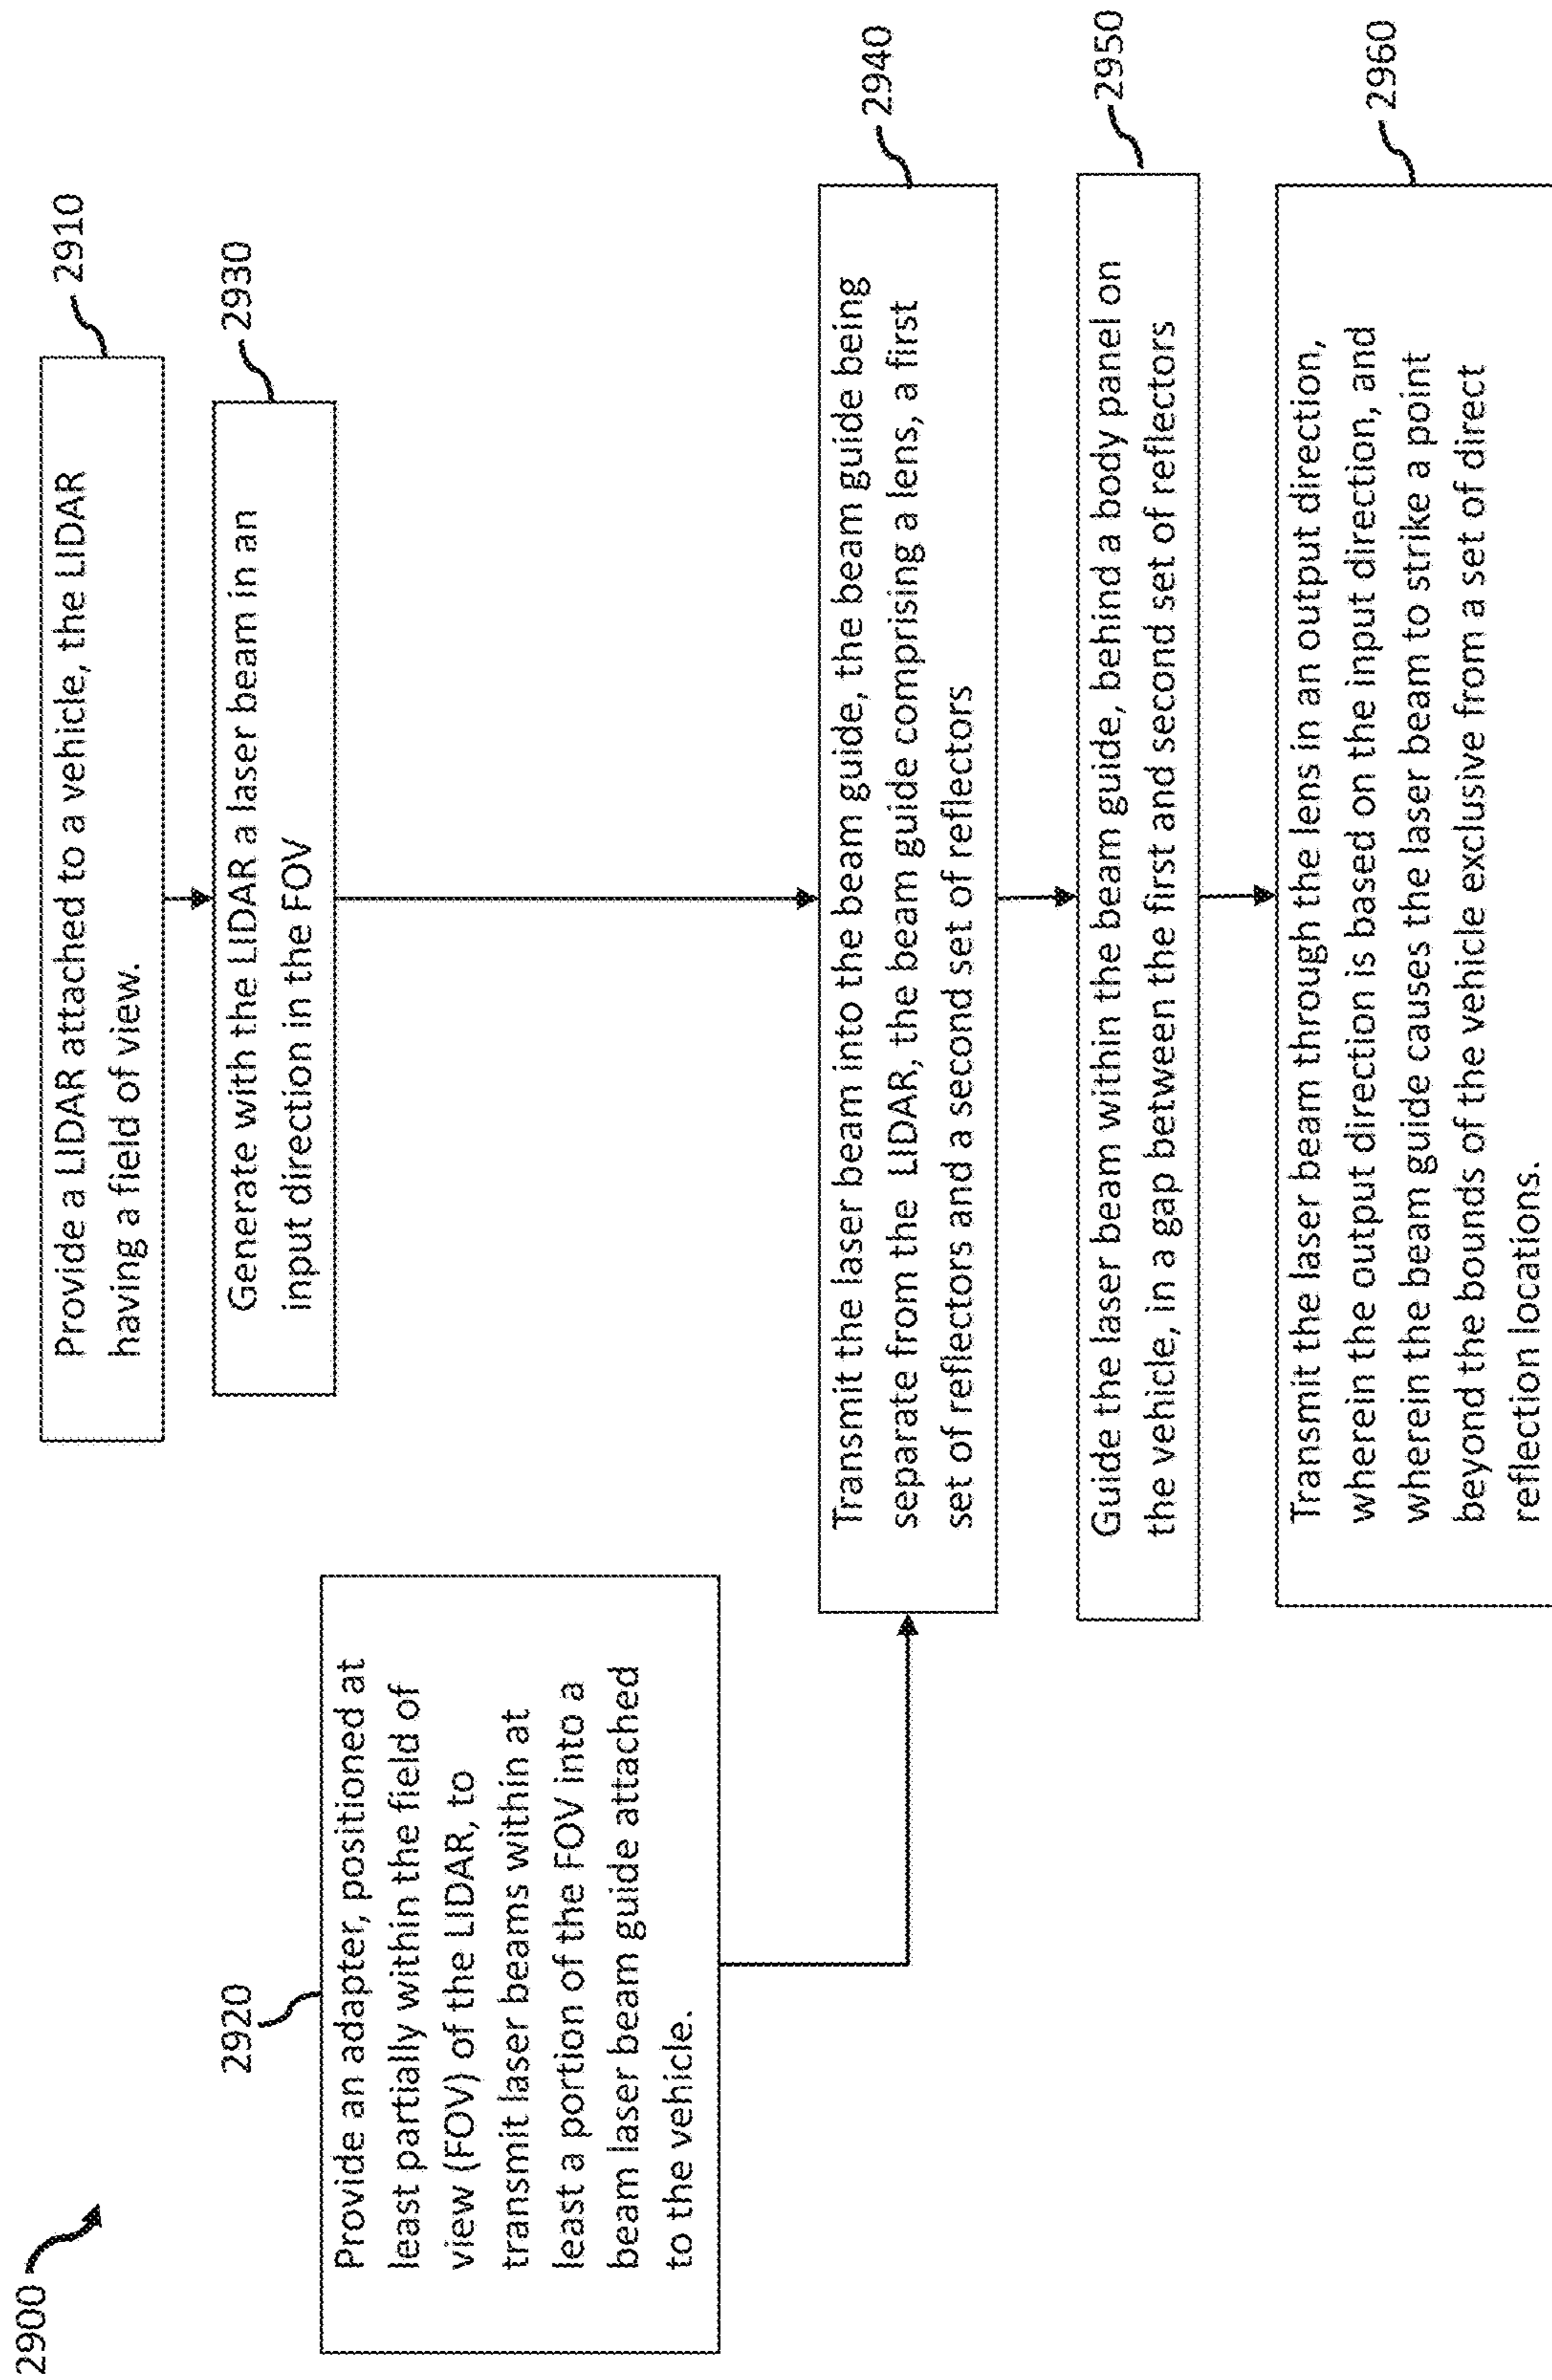 2900
2910
Provide a LIDAR attached to a vehicle, the LIDAR
having a field of view.
2930
Generate with the LIDAR a laser beam in an
input direction in the FOV
2920
Provide an adapter, positioned at
least partially within the field of
view (FOV) of the LIDAR, to
transmit laser beams within at
least a portion of the FOV into a
beam laser beam guide attached
to the vehicle.
2940
Transmit the laser beam into the beam guide, the beam guide being
separate from the LIDAR, the beam guide comprising a lens, a first
set of reflectors and a second set of reflectors
2950
Guide the laser beam within the beam guide, behind a body panel on
the vehicle, in a gap between the first and second set of reflectors
2960
Transmit the laser beam through the lens in an output direction,
wherein the output direction is based on the input direction, and
wherein the beam guide causes the laser beam to strike a point
beyond the bounds of the vehicle exclusive from a set of direct
reflection locations.